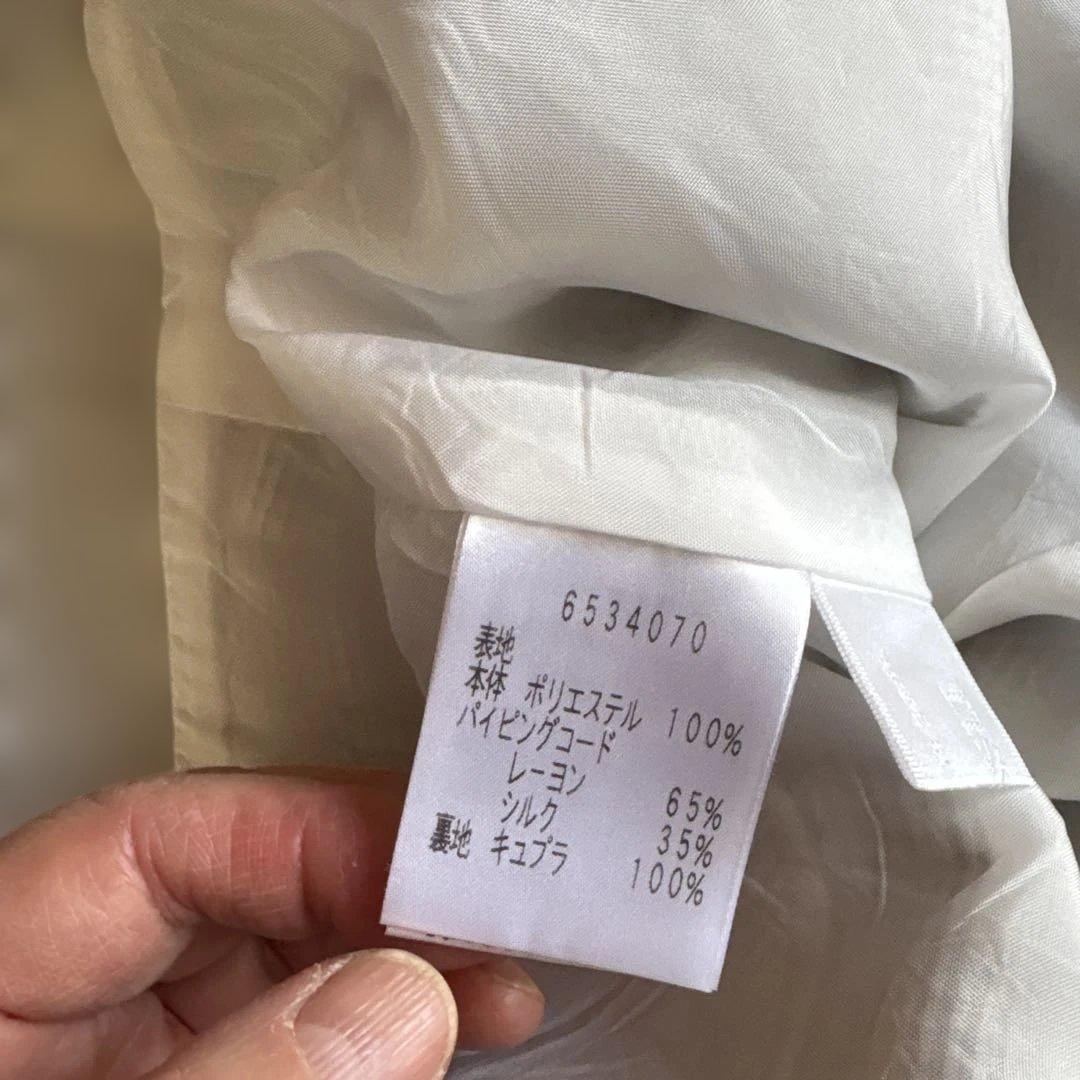 6534070
表地
本体 ポリエステル 100%
パイピングコード
レーヨン 65%
シルク 35%
裏地 キュプラ 100%